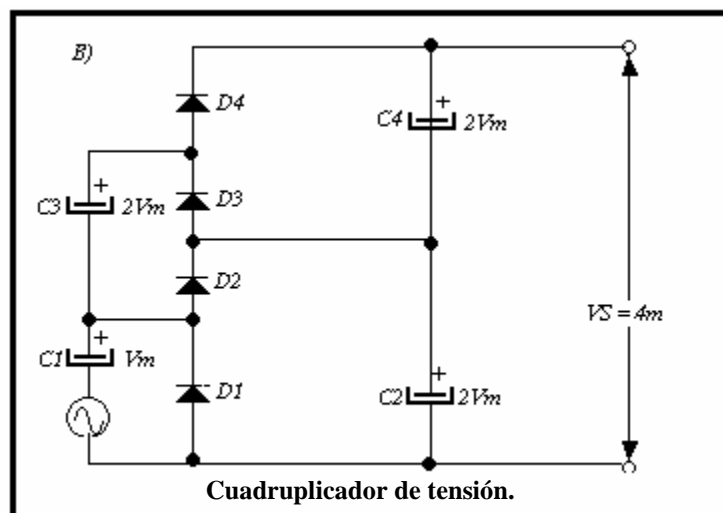 B)
+
D4
C4
2Vm
+
C3
2Vm
D3
D2
VS = 4m
+
C1
Vm
+
D1
C2
2Vm
Cuadruplicador de tensión.